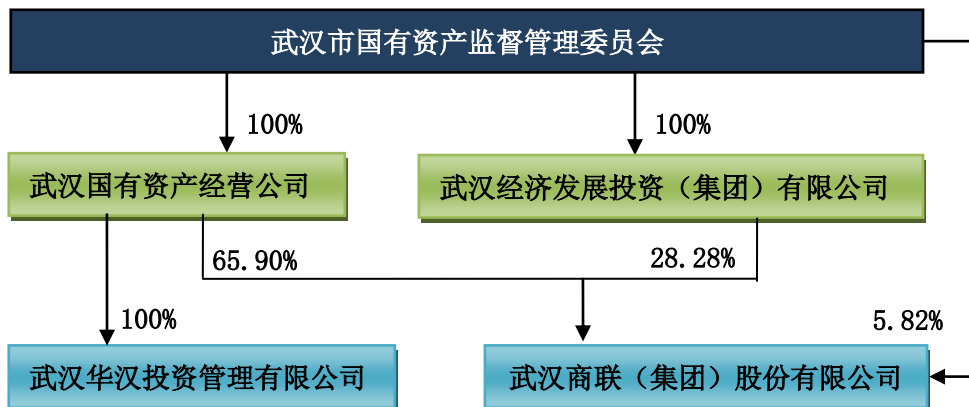 武汉市国有资产监督管理委员会
100%
100%
武汉国有资产经营公司
武汉经济发展投资（集团）有限公司
65.90%
28.28%
100%
5.82%
武汉华汉投资管理有限公司
武汉商联（集团）股份有限公司